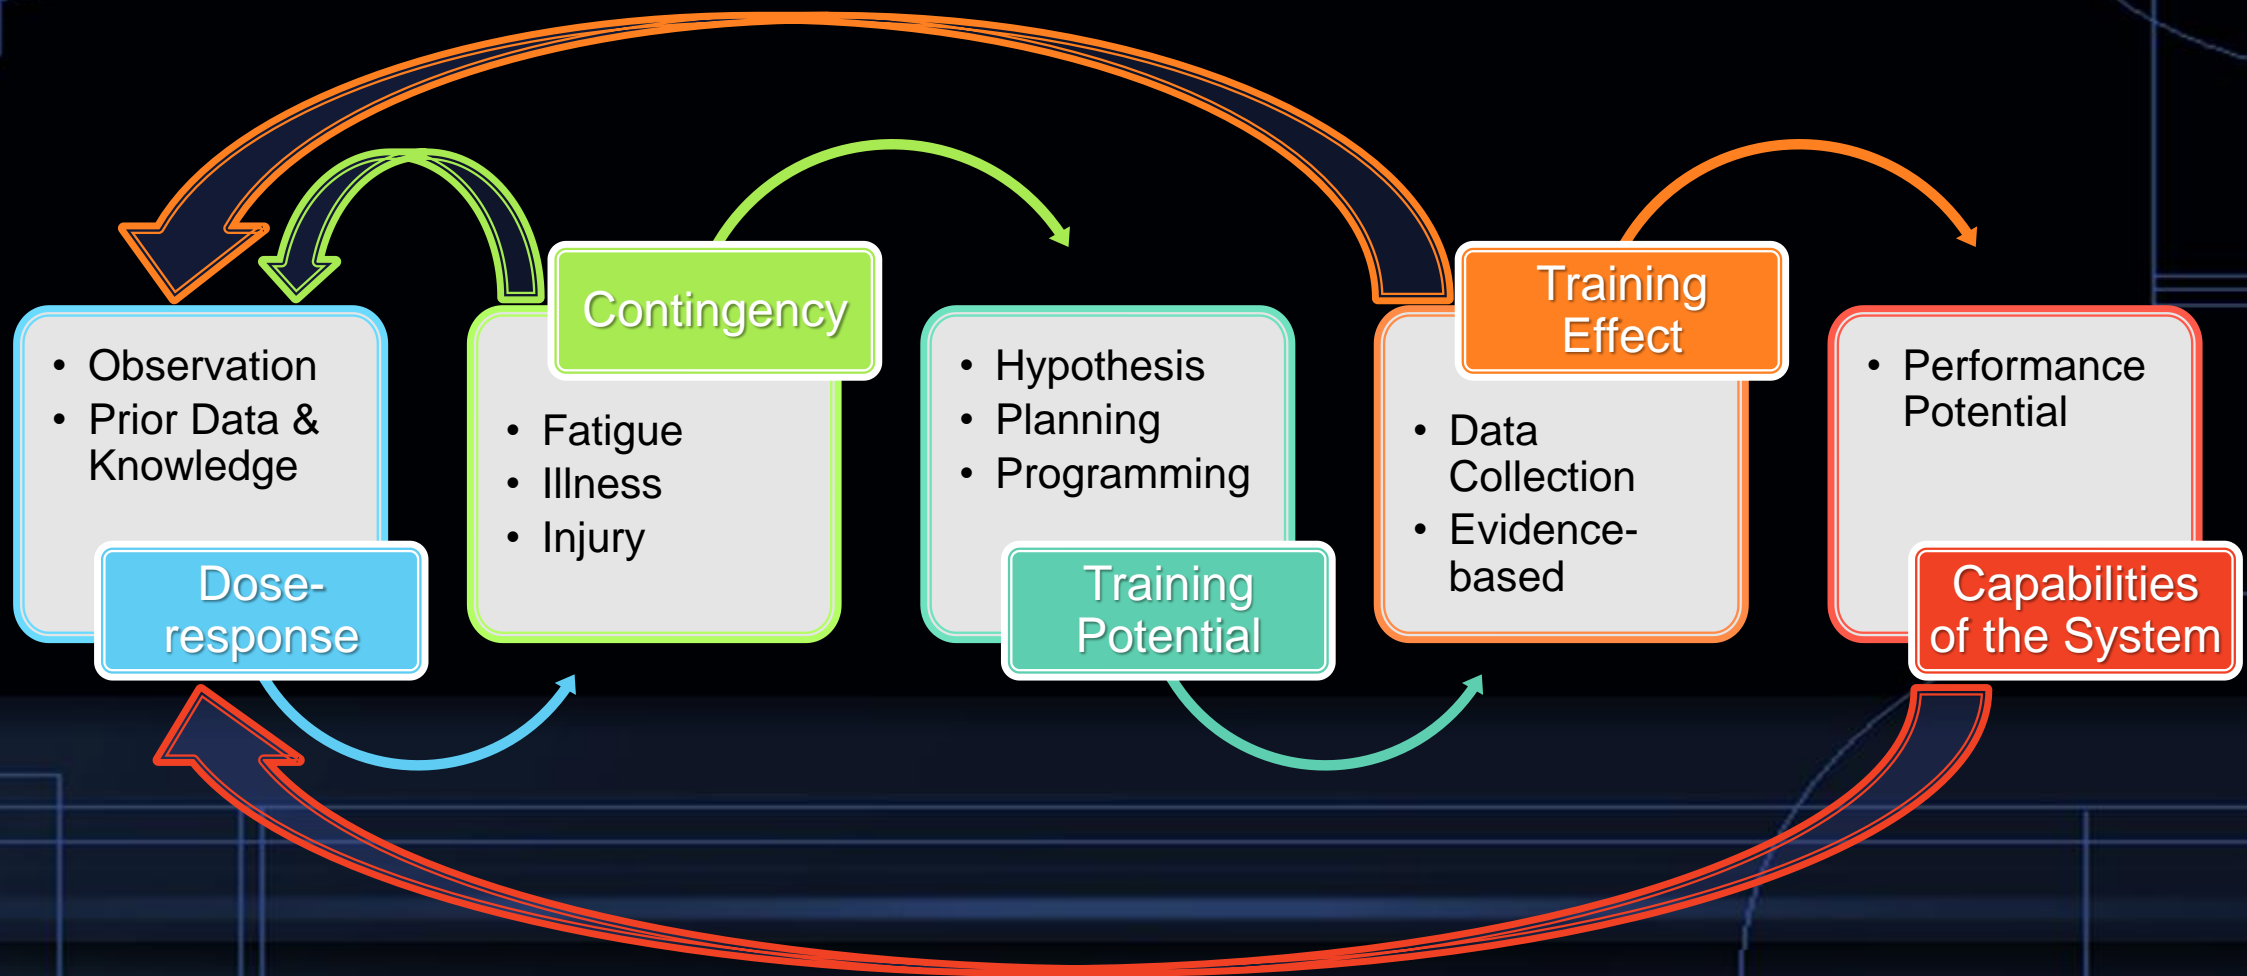 • Observation
• Prior Data &
Knowledge
Dose-
response
Contingency
• Fatigue
• Illness
• Injury
• Hypothesis
• Planning
• Programming
Training
Potential
Training
Effect
• Data
Collection
• Evidence-
based
• Performance
Potential
Capabilities
of the System